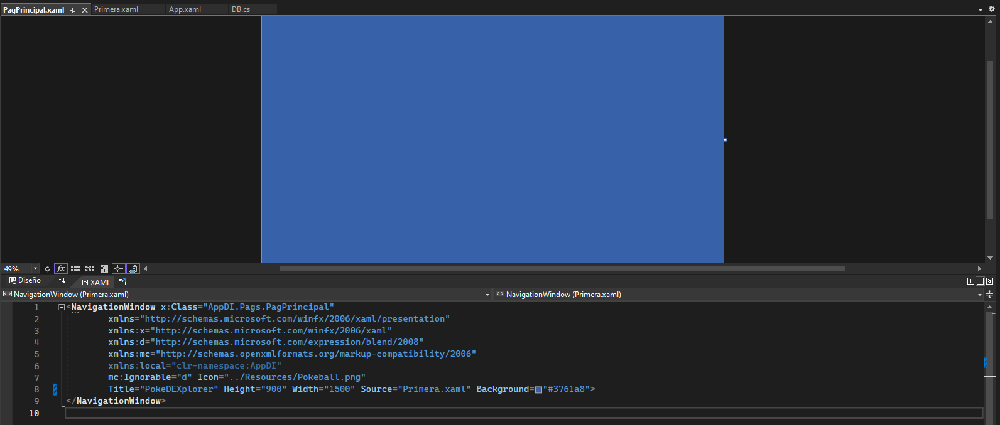 PagPrincipal.xaml Primera.xaml App.xaml DB.cs
49% fx
Diseño XAML
NavigationWindow (Primera.xaml) NavigationWindow (Primera.xaml)
1 <NavigationWindow x:Class="AppDI.Pags.PagPrincipal"
2 xmlns="http://schemas.microsoft.com/winfx/2006/xaml/presentation"
3 xmlns:x="http://schemas.microsoft.com/winfx/2006/xaml"
4 xmlns:d="http://schemas.microsoft.com/expression/blend/2008"
5 xmlns:mc="http://schemas.openxmlformats.org/markup-compatibility/2006"
6 xmlns:local="clr-namespace:AppDI"
7 mc:Ignorable="d" Icon="../Resources/Pokeball.png"
8 Title="PokeDEXplorer" Height="900" Width="1500" Source="Primera.xaml" Background="#3761a8">
9 </NavigationWindow>
10